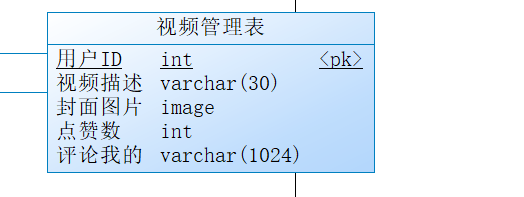 视频管理表
用户ID int <pk>
视频描述 varchar(30)
封面图片 image
点赞数 int
评论我的 varchar(1024)